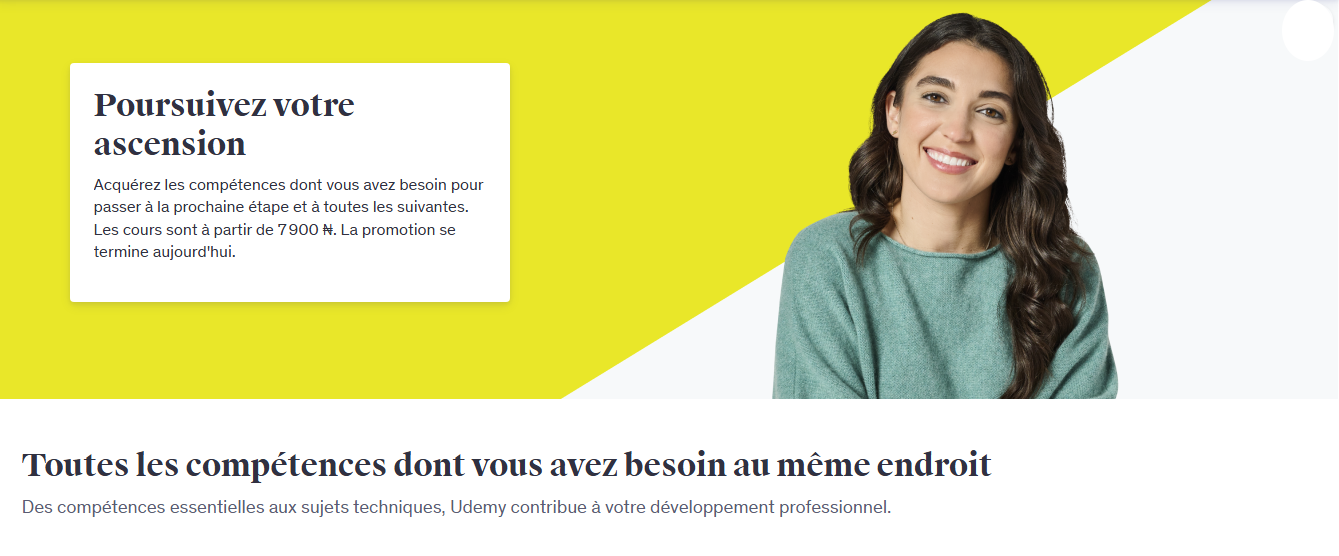 Poursuivez votre
ascension
Acquérez les compétences dont vous avez besoin pour
passer à la prochaine étape et à toutes les suivantes.
Les cours sont à partir de 7 900 ₦. La promotion se
termine aujourd'hui.
Toutes les compétences dont vous avez besoin au même endroit
Des compétences essentielles aux sujets techniques, Udemy contribue à votre développement professionnel.